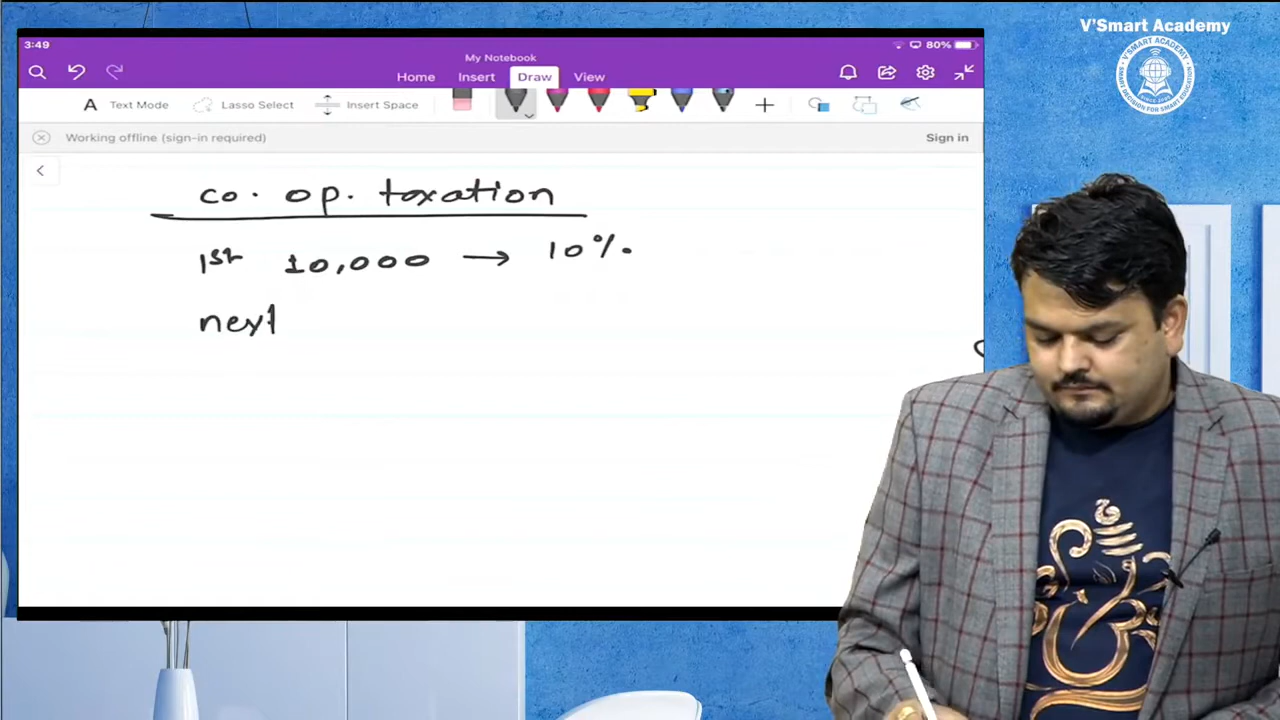 V'Smart Academy
3:49
80%
My Notebook
Home Insert Draw View
A Text Mode Lasso Select Insert Space
Working offline (sign-in required) Sign in
co. op. taxation
1st 10,000 → 10%.
next